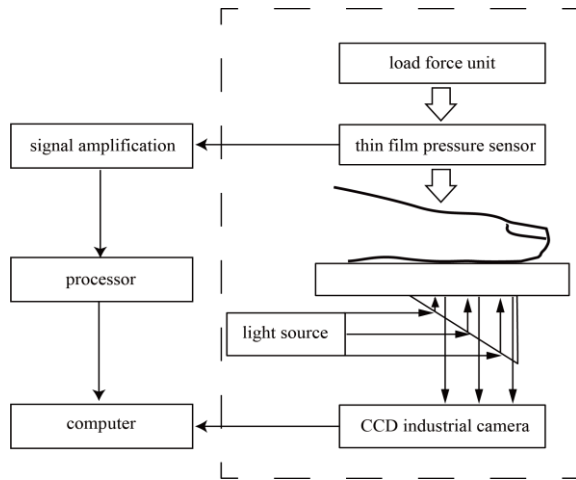 load force unit
signal amplification
thin film pressure sensor
processor
light source
computer
CCD industrial camera